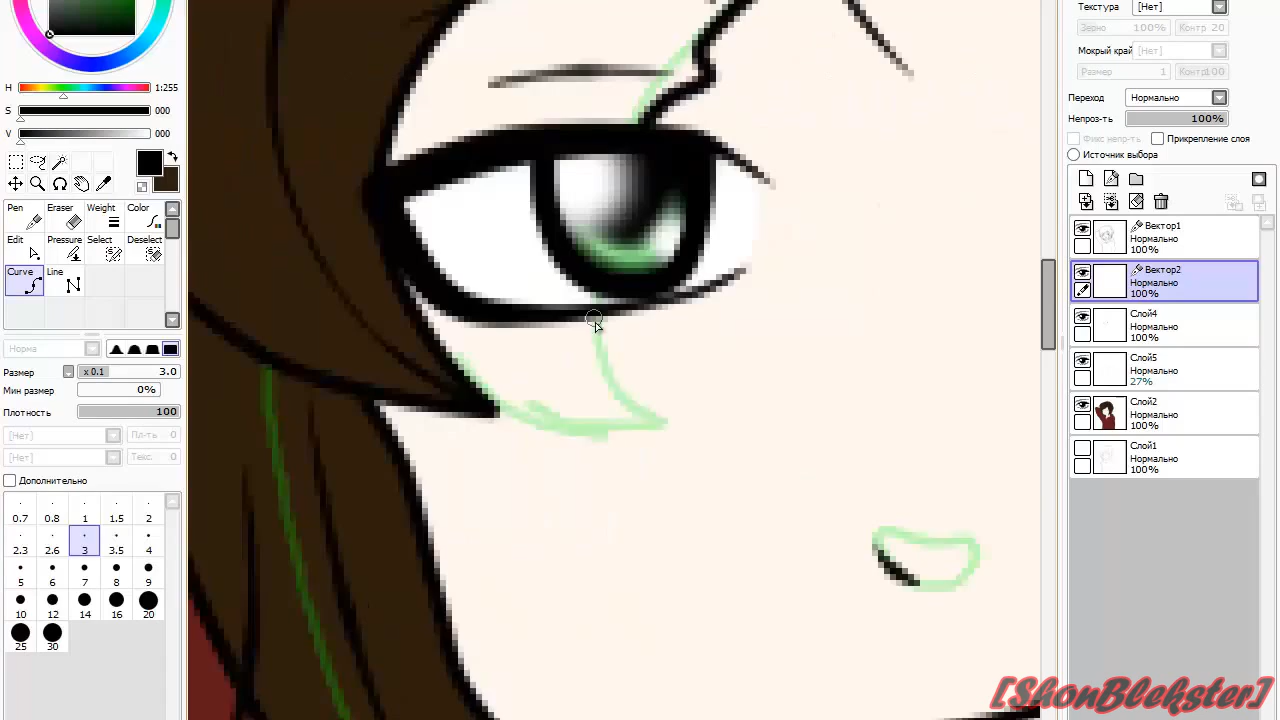 H 1:255
S 000
V 000
Pen Eraser Weight Color
Edit Pressure Select Deselect
Curve Line
Норма
Размер x 0.1 3.0
Мин размер 0%
Плотность 100
[Нет] Пл-ть 0
[Нет] Текс. 0
Дополнительно
0.7 0.8 1 1.5 2
2.3 2.6 3 3.5 4
5 6 7 8 9
10 12 14 16 20
25 30
Текстура [Нет]
Зерно 100% Контр 20
Мокрый край [Нет]
Размер 1 Контр 100
Переход Нормально
Непроз-ть 100%
Фикс непр-ть Прикрепление слоя
Источник выбора
Вектор1
Нормально
100%
Вектор2
Нормально
100%
Слой4
Нормально
100%
Слой5
Нормально
27%
Слой2
Нормально
100%
Слой1
Нормально
100%
[ShonBlekster]